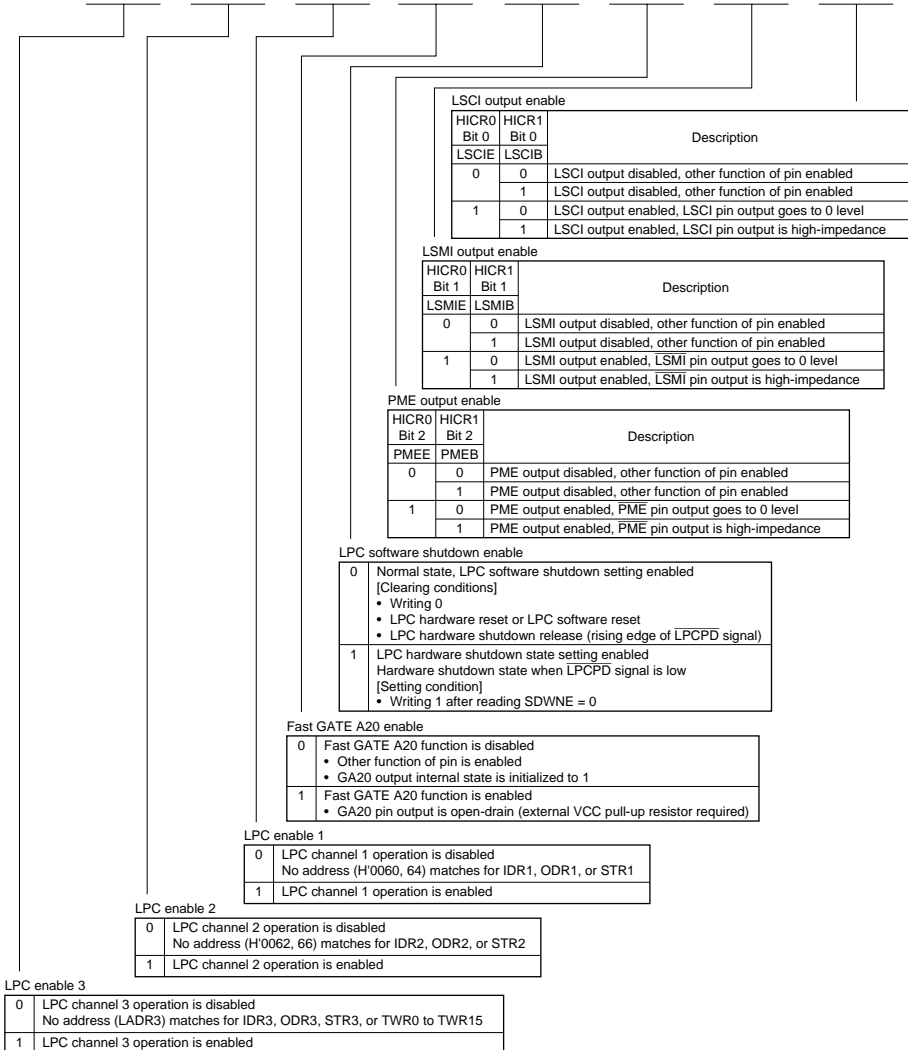 LSCI output enable
HICR0 HICR1
Bit 0 Bit 0 Description
LSCIE LSCIB
0 0 LSCI output disabled, other function of pin enabled
1 LSCI output disabled, other function of pin enabled
1 0 LSCI output enabled, LSCI pin output goes to 0 level
1 LSCI output enabled, LSCI pin output is high-impedance
LSMI output enable
HICR0 HICR1
Bit 1 Bit 1 Description
LSMIE LSMIB
0 0 LSMI output disabled, other function of pin enabled
1 LSMI output disabled, other function of pin enabled
1 0 LSMI output enabled, LSMI pin output goes to 0 level
1 LSMI output enabled, LSMI pin output is high-impedance
PME output enable
HICR0 HICR1
Bit 2 Bit 2 Description
PMEE PMEB
0 0 PME output disabled, other function of pin enabled
1 PME output disabled, other function of pin enabled
1 0 PME output enabled, PME pin output goes to 0 level
1 PME output enabled, PME pin output is high-impedance
LPC software shutdown enable
0 Normal state, LPC software shutdown setting enabled
[Clearing conditions]
• Writing 0
• LPC hardware reset or LPC software reset
• LPC hardware shutdown release (rising edge of LPCPD signal)
1 LPC hardware shutdown state setting enabled
Hardware shutdown state when LPCPD signal is low
[Setting condition]
• Writing 1 after reading SDWNE = 0
Fast GATE A20 enable
0 Fast GATE A20 function is disabled
• Other function of pin is enabled
• GA20 output internal state is initialized to 1
1 Fast GATE A20 function is enabled
• GA20 pin output is open-drain (external VCC pull-up resistor required)
LPC enable 1
0 LPC channel 1 operation is disabled
No address (H'0060, 64) matches for IDR1, ODR1, or STR1
1 LPC channel 1 operation is enabled
LPC enable 2
0 LPC channel 2 operation is disabled
No address (H'0062, 66) matches for IDR2, ODR2, or STR2
1 LPC channel 2 operation is enabled
LPC enable 3
0 LPC channel 3 operation is disabled
No address (LADR3) matches for IDR3, ODR3, STR3, or TWR0 to TWR15
1 LPC channel 3 operation is enabled